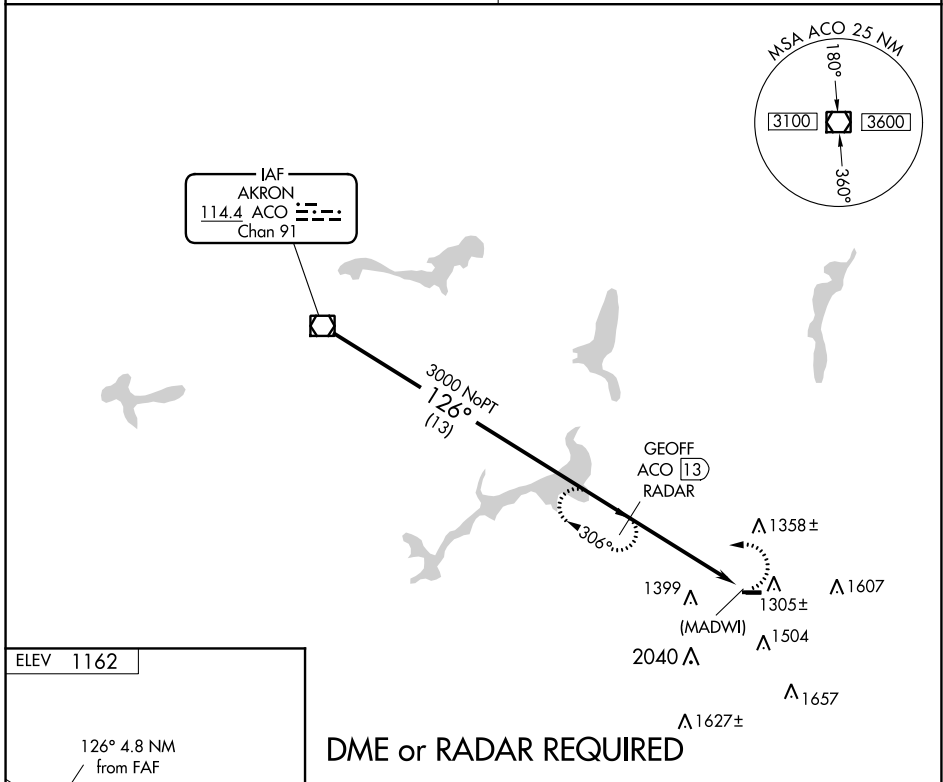 MSA ACO 25 NM
180°
3100
3600
360°
IAF
AKRON
114.4 ACO
Chan 91
3000 NoPT
126°
(13)
GEOFF
ACO 13
RADAR
306°
1358±
1399
1305±
1607
(MADWI)
1504
2040
1657
1627±
ELEV 1162
126° 4.8 NM
from FAF
DME or RADAR REQUIRED